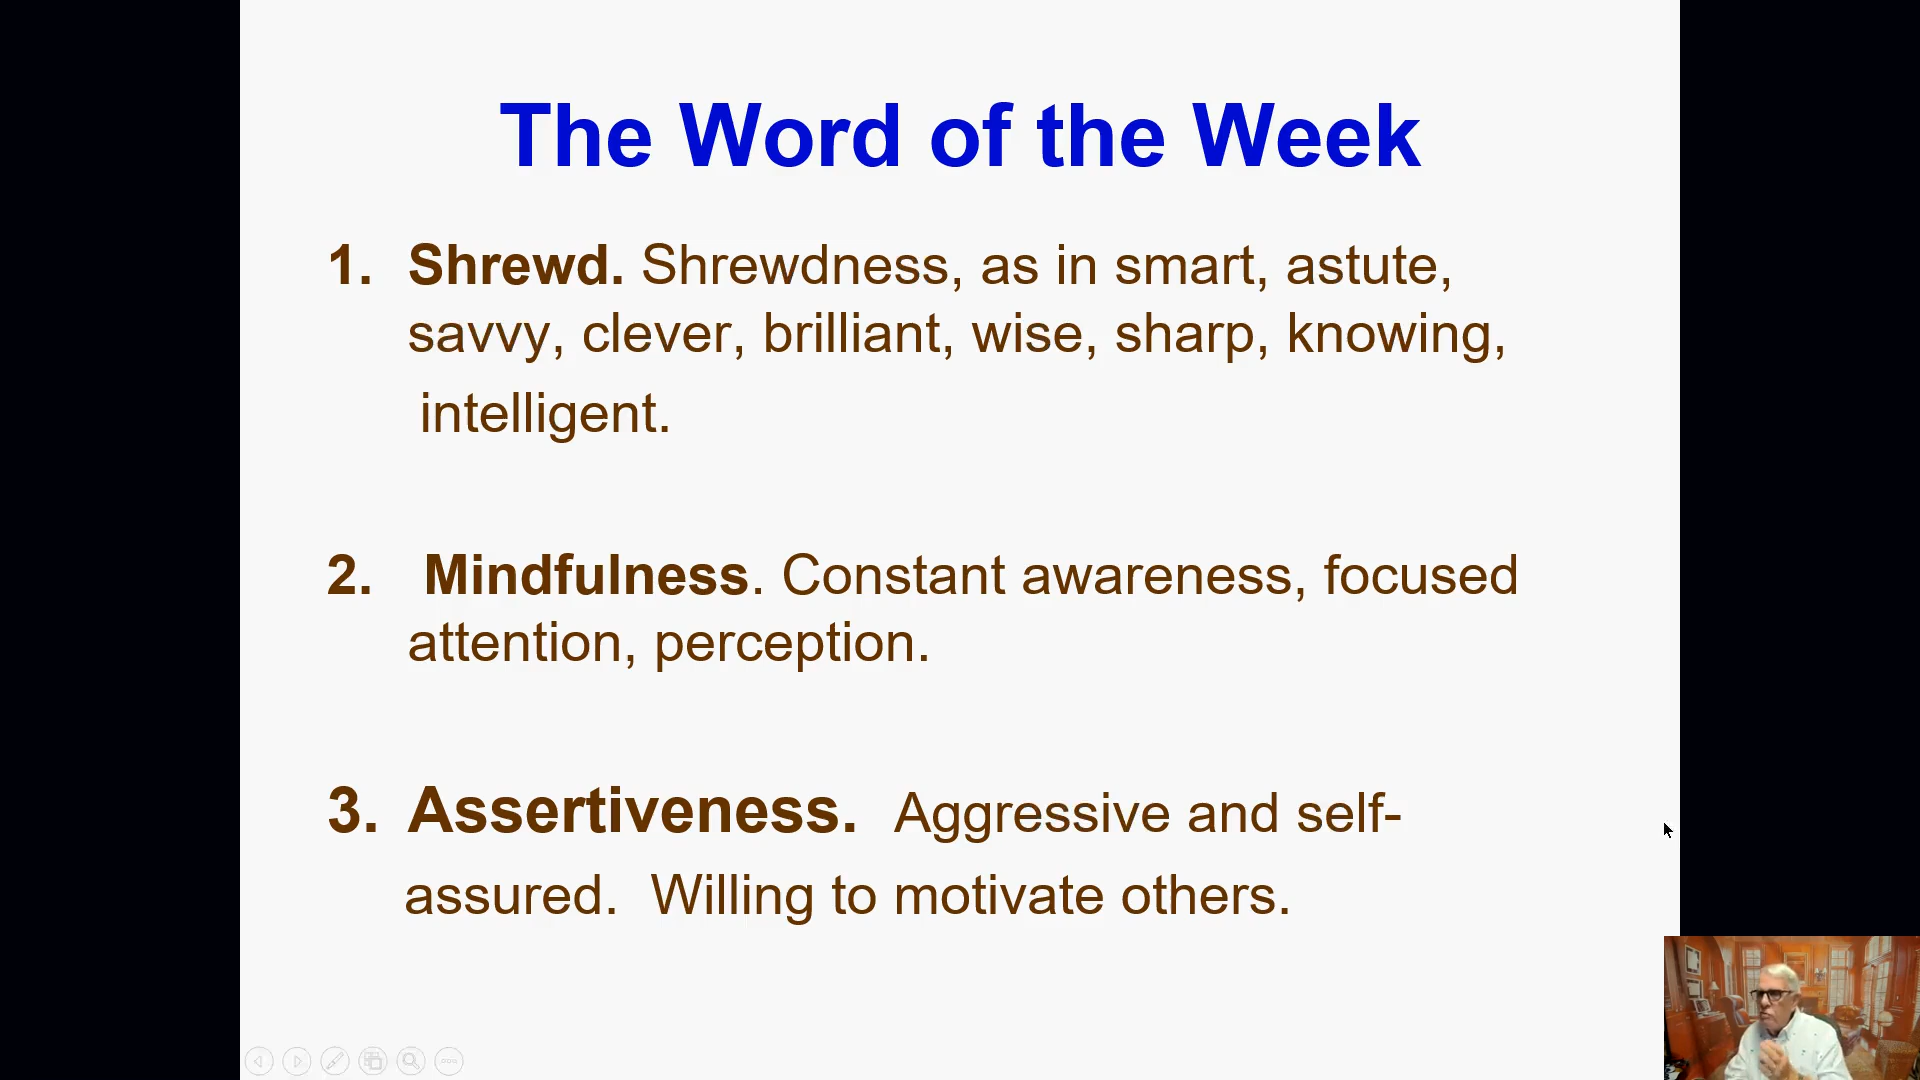 The Word of the Week
1. Shrewd. Shrewdness, as in smart, astute,
savvy, clever, brilliant, wise, sharp, knowing,
intelligent.
2. Mindfulness. Constant awareness, focused
attention, perception.
3. Assertiveness. Aggressive and self-
assured. Willing to motivate others.